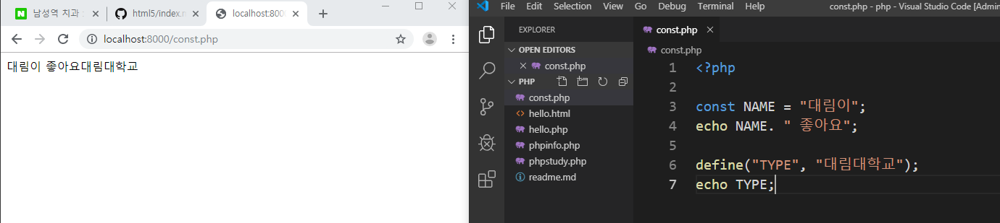 남성역 치과 :
html5/index.m
localhost:8000
localhost:8000/const.php
대림이 좋아요대림대학교
File Edit Selection View Go Debug Terminal Help
const.php - php - Visual Studio Code [Admin
EXPLORER
OPEN EDITORS
const.php
PHP
const.php
hello.html
hello.php
phpinfo.php
phpstudy.php
readme.md
const.php
const.php
1 <?php
2
3 const NAME = "대림이";
4 echo NAME. " 좋아요";
5
6 define("TYPE", "대림대학교");
7 echo TYPE;